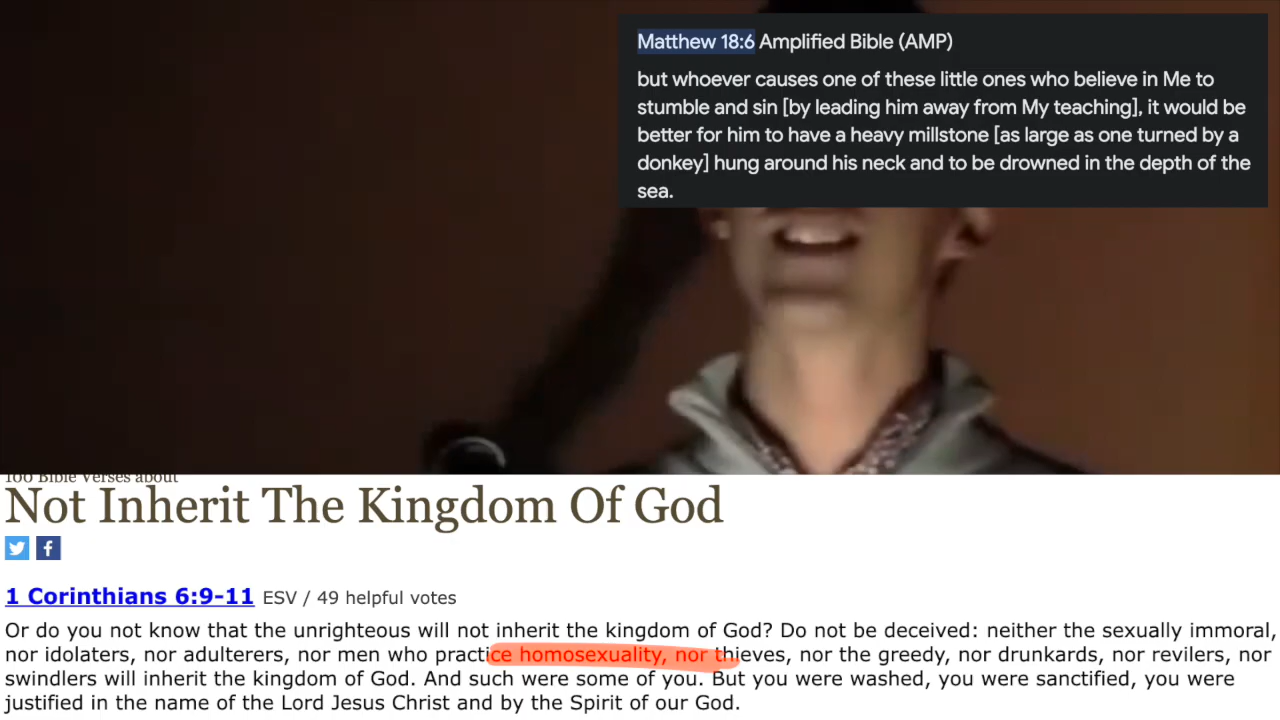 Matthew 18:6 Amplified Bible (AMP)
but whoever causes one of these little ones who believe in Me to
stumble and sin [by leading him away from My teaching], it would be
better for him to have a heavy millstone [as large as one turned by a
donkey] hung around his neck and to be drowned in the depth of the
sea.
100 Bible Verses about
Not Inherit The Kingdom Of God
1 Corinthians 6:9-11 ESV / 49 helpful votes
Or do you not know that the unrighteous will not inherit the kingdom of God? Do not be deceived: neither the sexually immoral,
nor idolaters, nor adulterers, nor men who practice homosexuality, nor thieves, nor the greedy, nor drunkards, nor revilers, nor
swindlers will inherit the kingdom of God. And such were some of you. But you were washed, you were sanctified, you were
justified in the name of the Lord Jesus Christ and by the Spirit of our God.